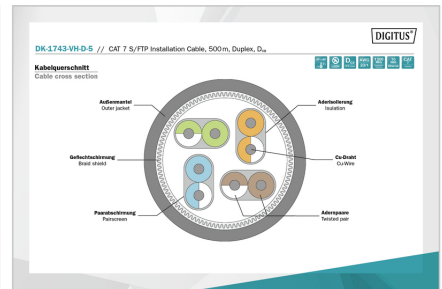 DIGITUS®
DK-1743-VH-D-5 // CAT 7 S/FTP Installation Cable, 500 m, Duplex, Dca
Kabelquerschnitt
Cable cross section
Außenmantel
Outer jacket
Aderisolierung
Insulation
Geflechtschirmung
Braid shield
Cu-Draht
Cu-Wire
Paarabschirmung
Pairscreen
Adernpaare
Twisted pair